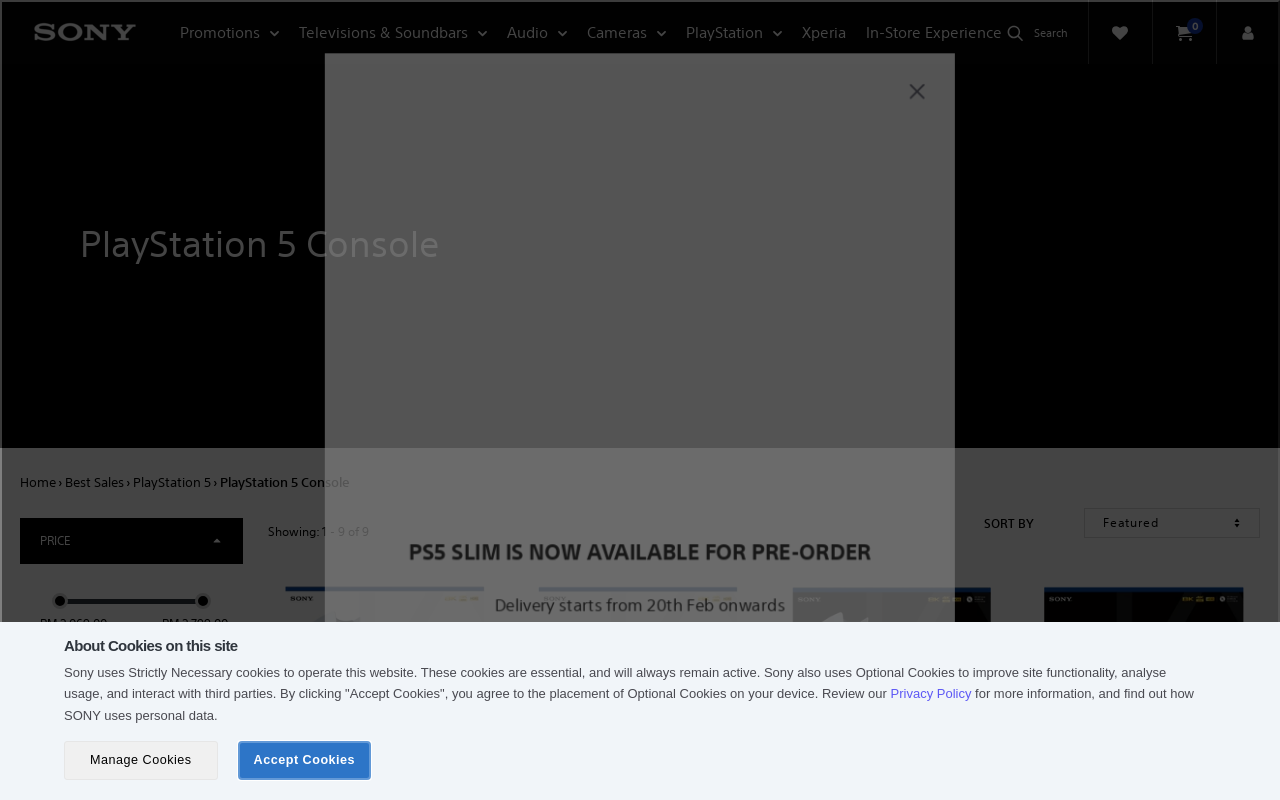 SONY
Promotions
Televisions & Soundbars
Audio
Cameras
PlayStation
Xperia
In-Store Experience
Search
0
PlayStation 5 Console
Home › Best Sales › PlayStation 5 › PlayStation 5 Console
PRICE
Showing: 1 - 9 of 9
SORT BY
Featured
PS5 SLIM IS NOW AVAILABLE FOR PRE-ORDER
Delivery starts from 20th Feb onwards
SONY
SONY
SONY
About Cookies on this site
Sony uses Strictly Necessary cookies to operate this website. These cookies are essential, and will always remain active. Sony also uses Optional Cookies to improve site functionality, analyse
usage, and interact with third parties. By clicking "Accept Cookies", you agree to the placement of Optional Cookies on your device. Review our Privacy Policy for more information, and find out how
SONY uses personal data.
Manage Cookies
Accept Cookies